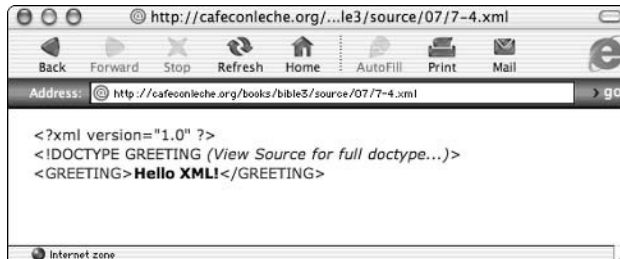 http://cafeconleche.org/...le3/source/07/7-4.xml
Back Forward Stop Refresh Home AutoFill Print Mail
Address: http://cafeconleche.org/books/bible3/source/07/7-4.xml go
<?xml version="1.0" ?>
<!DOCTYPE GREETING (View Source for full doctype...)>
<GREETING>Hello XML!</GREETING>
Internet zone